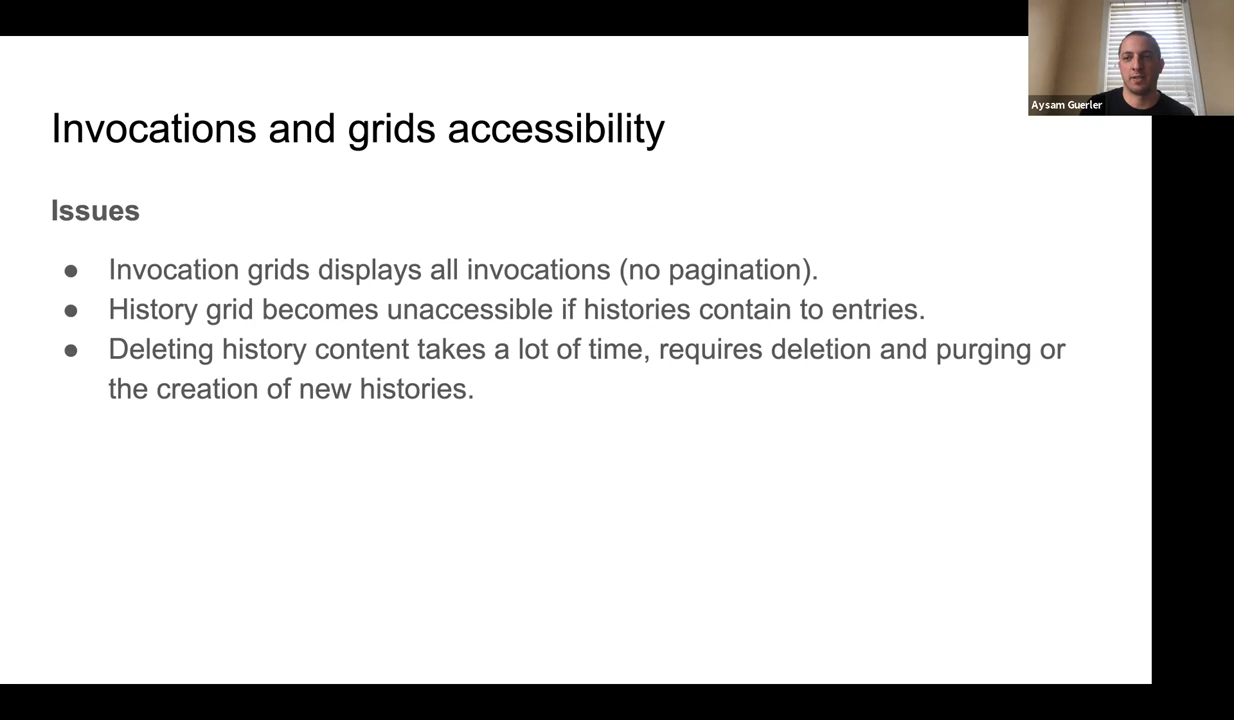 Aysam Guerler
Invocations and grids accessibility
Issues
● Invocation grids displays all invocations (no pagination).
● History grid becomes unaccessible if histories contain to entries.
● Deleting history content takes a lot of time, requires deletion and purging or
the creation of new histories.